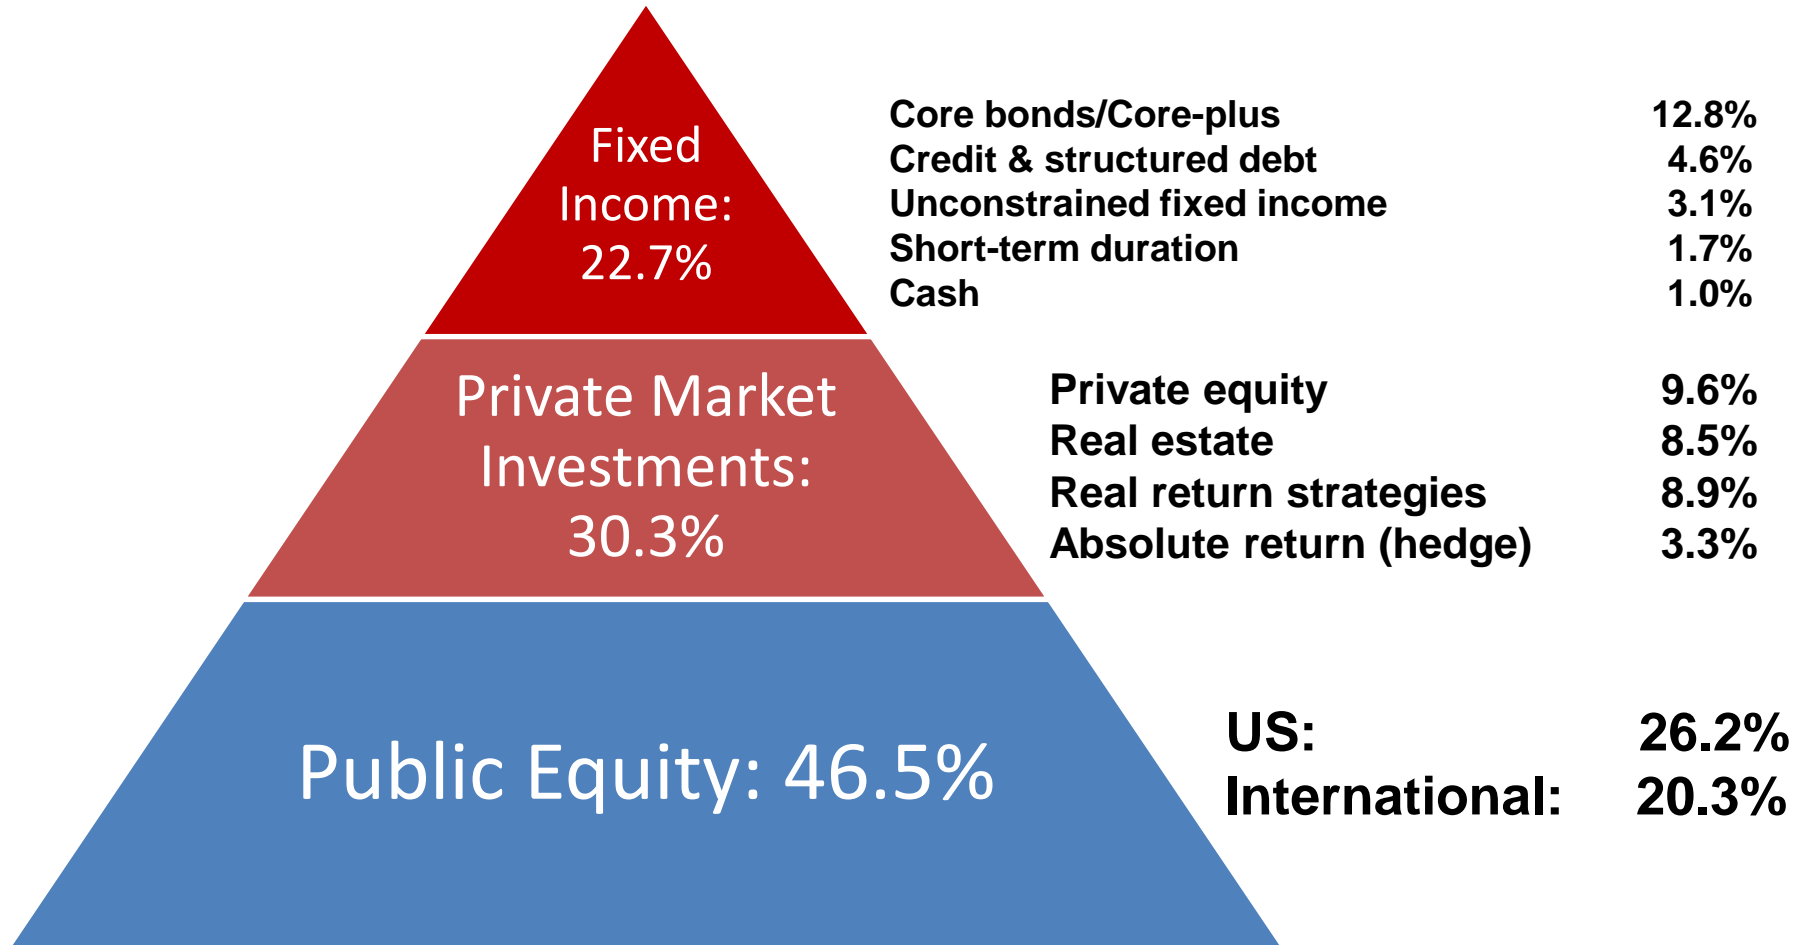 Fixed
Income:
22.7%
Core bonds/Core-plus 12.8%
Credit & structured debt 4.6%
Unconstrained fixed income 3.1%
Short-term duration 1.7%
Cash 1.0%
Private Market
Investments:
30.3%
Private equity 9.6%
Real estate 8.5%
Real return strategies 8.9%
Absolute return (hedge) 3.3%
Public Equity: 46.5%
US: 26.2%
International: 20.3%